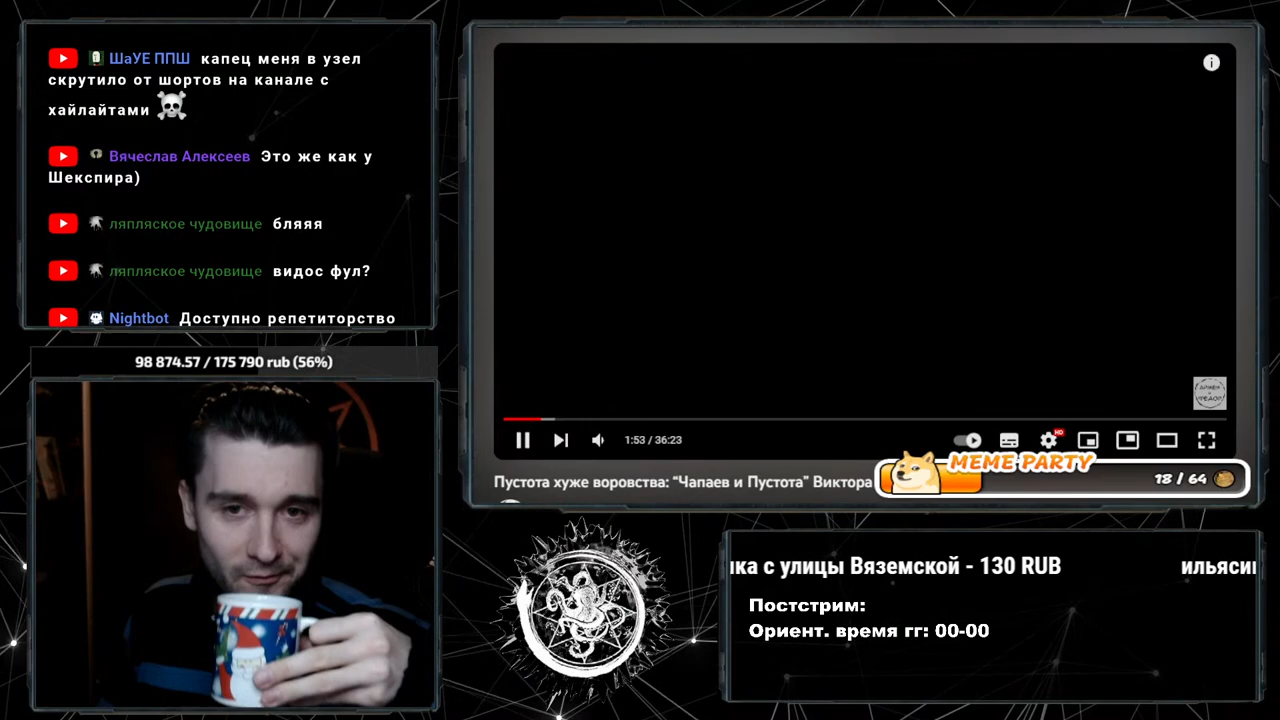 ШаУЕ ППШ капец меня в узел
скрутило от шортов на канале с
хайлайтами
Вячеслав Алексеев Это же как у
Шекспира)
ляпляское чудовище бляяя
ляпляское чудовище видос фул?
Nightbot Доступно репетиторство
98 874.57 / 175 790 rub (56%)
1:53 / 36:23
HD
Пустота хуже воровства: “Чапаев и Пустота” Виктора
MEME PARTY
18 / 64
ка с улицы Вяземской - 130 RUB
Постстрим:
Ориент. время гг: 00-00